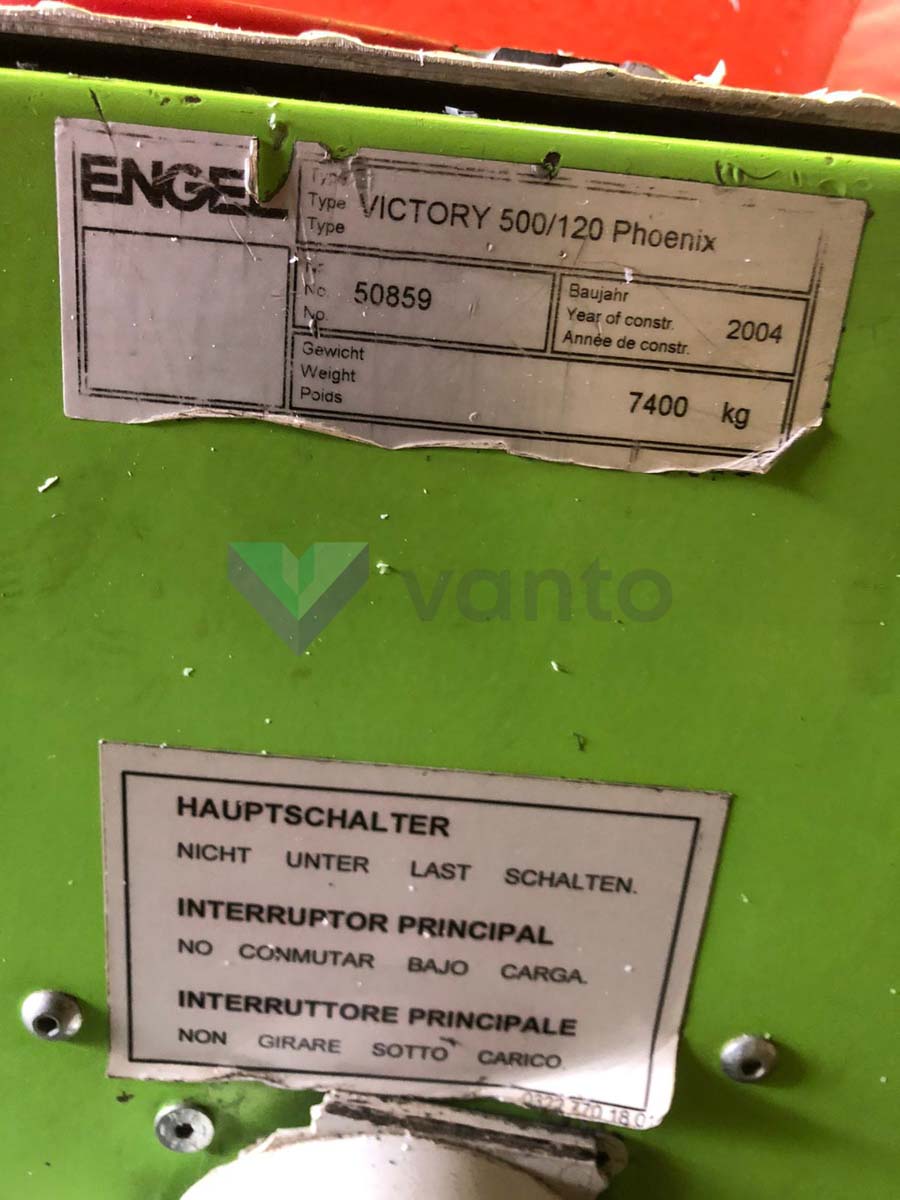 ENGEL
Type
Type VICTORY 500/120 Phoenix
Type
Nr.
No. 50859
No.
Baujahr
Year of constr. 2004
Année de constr.
Gewicht
Weight 7400 kg
Poids
vanto
HAUPTSCHALTER
NICHT UNTER LAST SCHALTEN.
INTERRUPTOR PRINCIPAL
NO CONMUTAR BAJO CARGA.
INTERRUTTORE PRINCIPALE
NON GIRARE SOTTO CARICO.